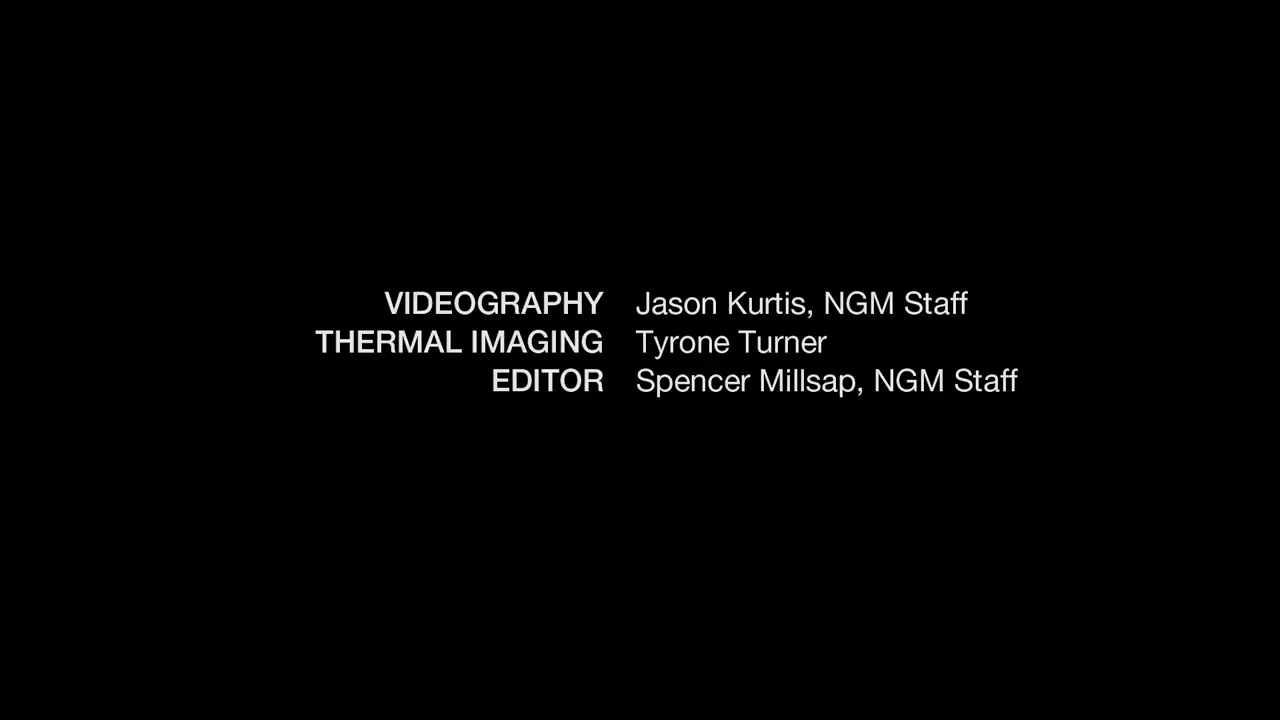 VIDEOGRAPHY Jason Kurtis, NGM Staff
THERMAL IMAGING Tyrone Turner
EDITOR Spencer Millsap, NGM Staff